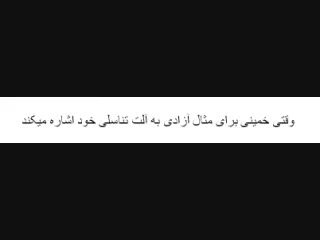 وقتی خمینی برای مثال آزادی به آلت تناسلی خود اشاره میکند